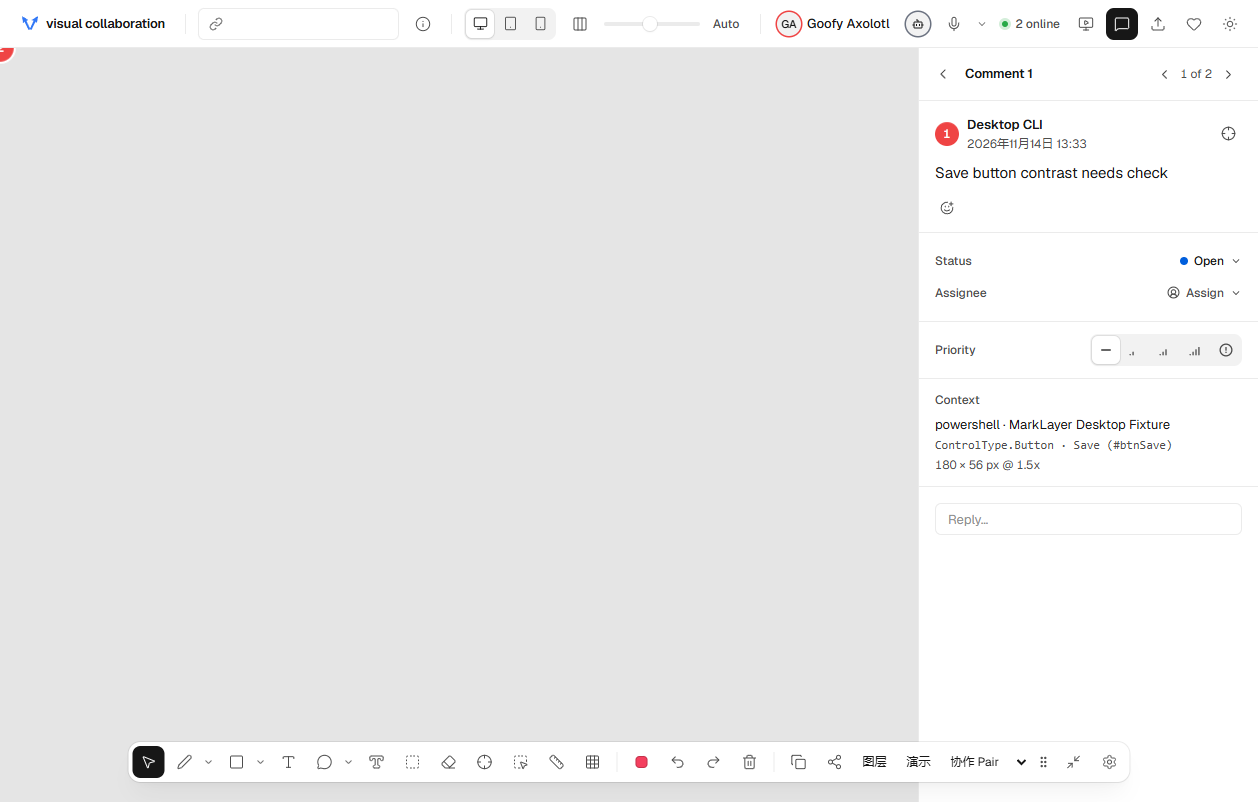 visual collaboration
Auto
GA
Goofy Axolotl
2 online
Comment 1
1 of 2
1
Desktop CLI
2026年11月14日 13:33
Save button contrast needs check
Status
Open
Assignee
Assign
Priority
Context
powershell · MarkLayer Desktop Fixture
ControlType.Button · Save (#btnSave)
180 × 56 px @ 1.5x
Reply...
图层
演示
协作 Pair